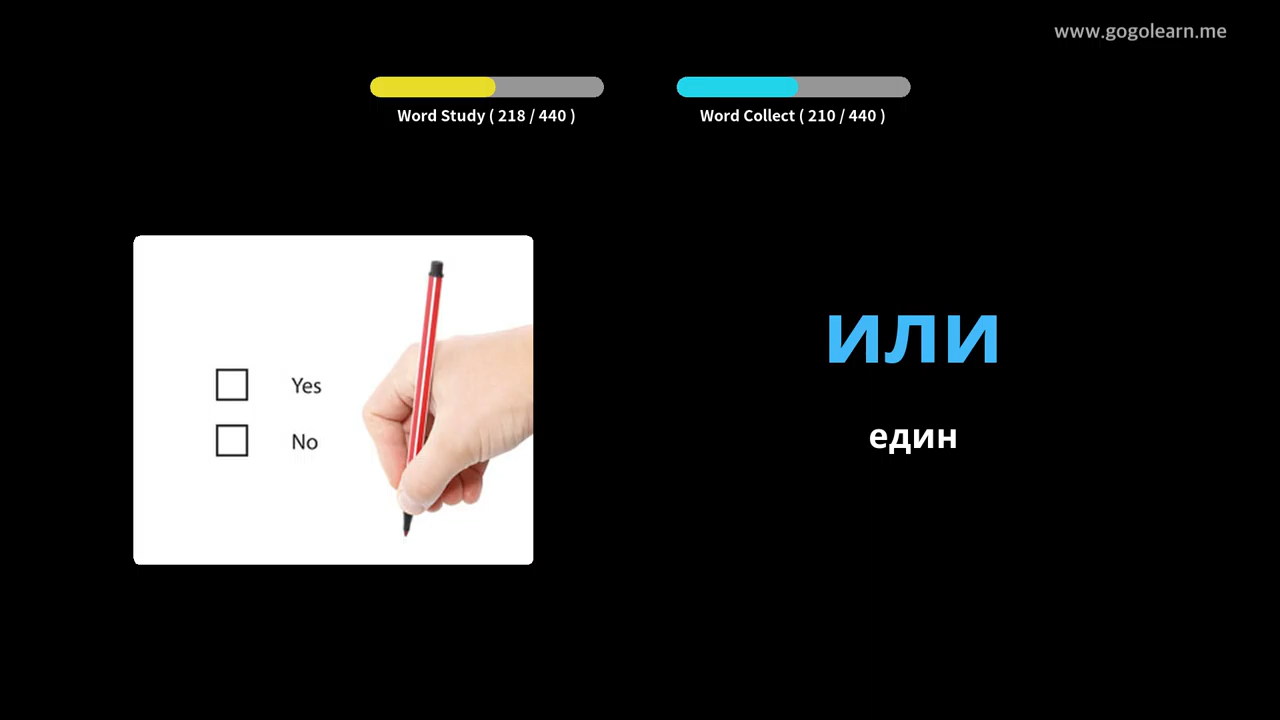 www.gogolearn.me
Word Study ( 218 / 440 )
Word Collect ( 210 / 440 )
Yes
No
или
един